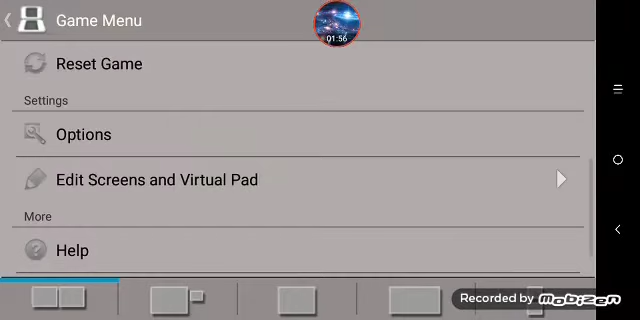 Game Menu
01:56
Reset Game
Settings
Options
Edit Screens and Virtual Pad
More
Help
Recorded by Mobizen